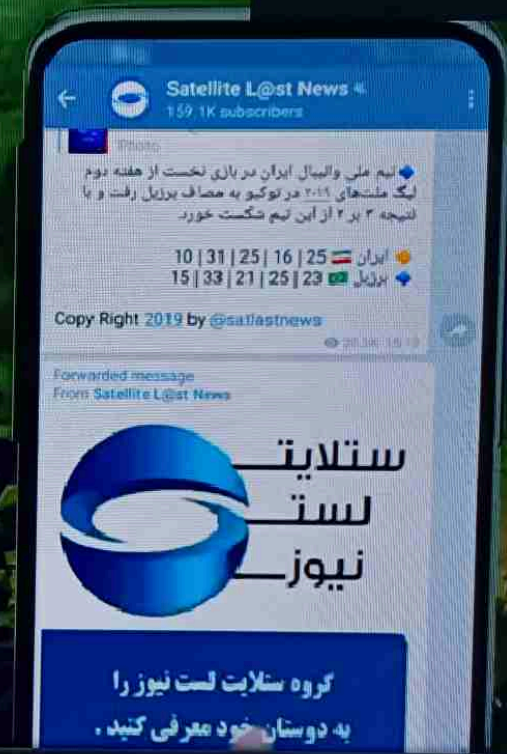 Satellite L@st News
159.1K subscribers
Photo
تیم ملی والیبال ایران در بازی نخست از هفته دوم
لیگ ملت‌های ۲۰۱۹ در توکیو به مصاف برزیل رفت و با
نتیجه ۳ بر ۲ از این تیم شکست خورد.
ایران 25 | 16 | 25 | 31 | 10
برزیل 23 | 25 | 21 | 33 | 15
Copy Right 2019 by @satlastnews
Forwarded message
From Satellite L@st News
ستلایت
لست
نیوز
گروه ستلایت لست نیوز را
به دوستان خود معرفی کنید .